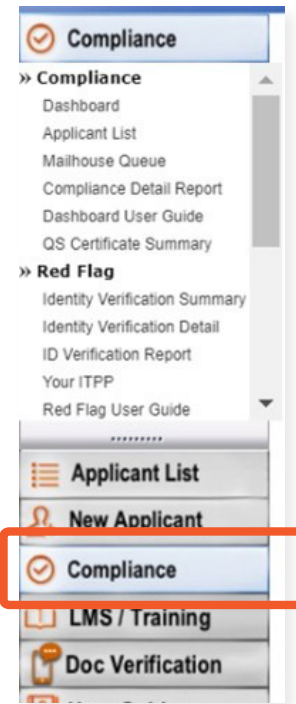 Compliance
» Compliance
Dashboard
Applicant List
Mailhouse Queue
Compliance Detail Report
Dashboard User Guide
QS Certificate Summary
» Red Flag
Identity Verification Summary
Identity Verification Detail
ID Verification Report
Your ITPP
Red Flag User Guide
Applicant List
New Applicant
Compliance
LMS / Training
Doc Verification